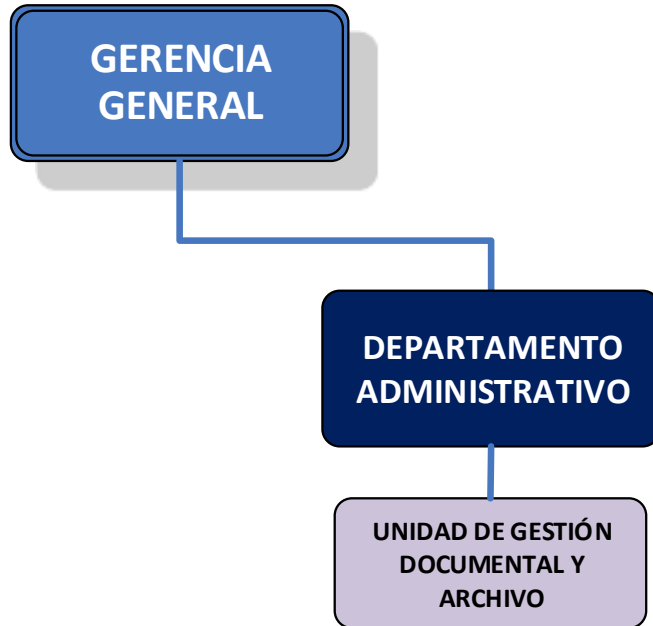 GERENCIA
GENERAL
DEPARTAMENTO
ADMINISTRATIVO
UNIDAD DE GESTIÓN
DOCUMENTAL Y
ARCHIVO